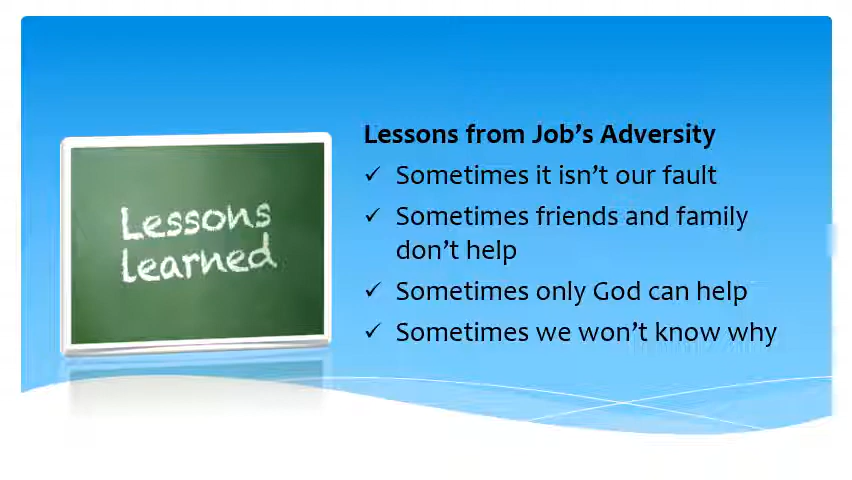 Lessons
learned
Lessons from Job’s Adversity
✓ Sometimes it isn’t our fault
✓ Sometimes friends and family
don’t help
✓ Sometimes only God can help
✓ Sometimes we won’t know why